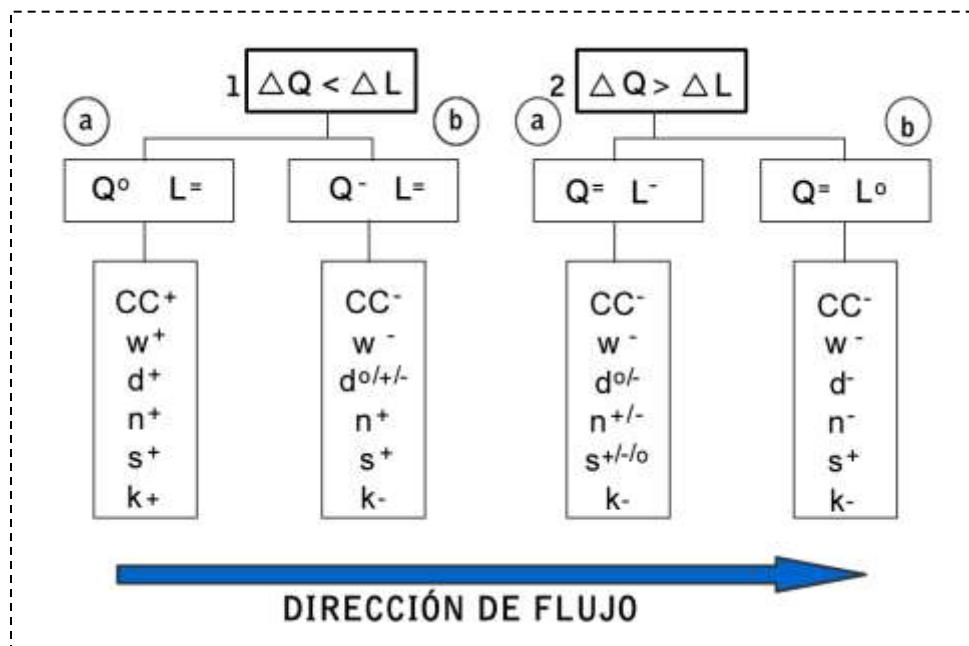 1 △Q < △L
2 △Q > △L
a
b
a
b
Qº L⁼
Q⁻ L⁼
Q⁼ L⁻
Q⁼ Lº
CC⁺
w⁺
d⁺
n⁺
s⁺
k+
CC⁻
w⁻
dº/⁺/⁻
n⁺
s⁺
k-
CC⁻
w⁻
dº/⁻
n⁺/⁻
s⁺/⁻/º
k-
CC⁻
w⁻
d⁻
n⁻
s⁺
k-
DIRECCIÓN DE FLUJO